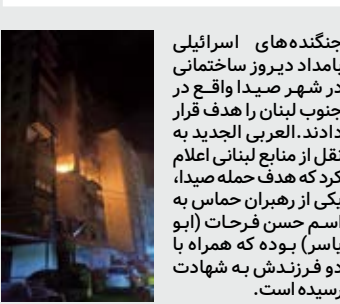 جنگنده‌های اسرائیلی
بامداد دیروز ساختمانی
در شهر صیدا واقع در
جنوب لبنان را هدف قرار
دادند. العربی الجدید به
نقل از منابع لبنانی اعلام
کرد که هدف حمله صیدا،
یکی از رهبران حماس به
اسم حسن فرحات (ابو
یاسر) بوده که همراه با
دو فرزندش به شهادت
رسیده است.